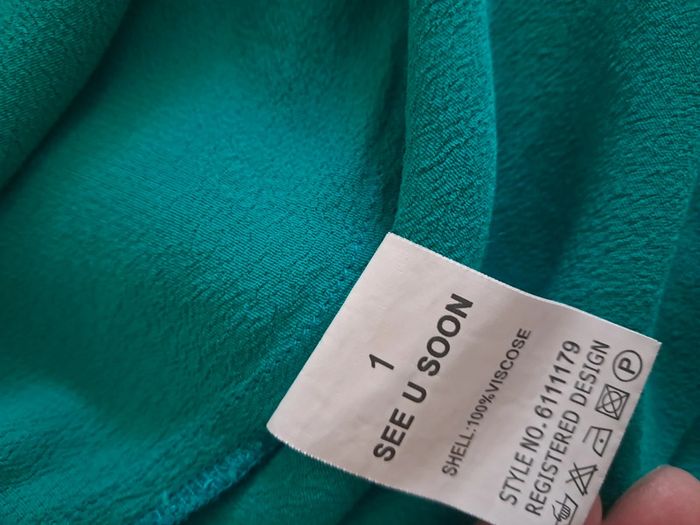 1
SEE U SOON
SHELL:100%VISCOSE
STYLE NO. 6111179
REGISTERED DESIGN
P